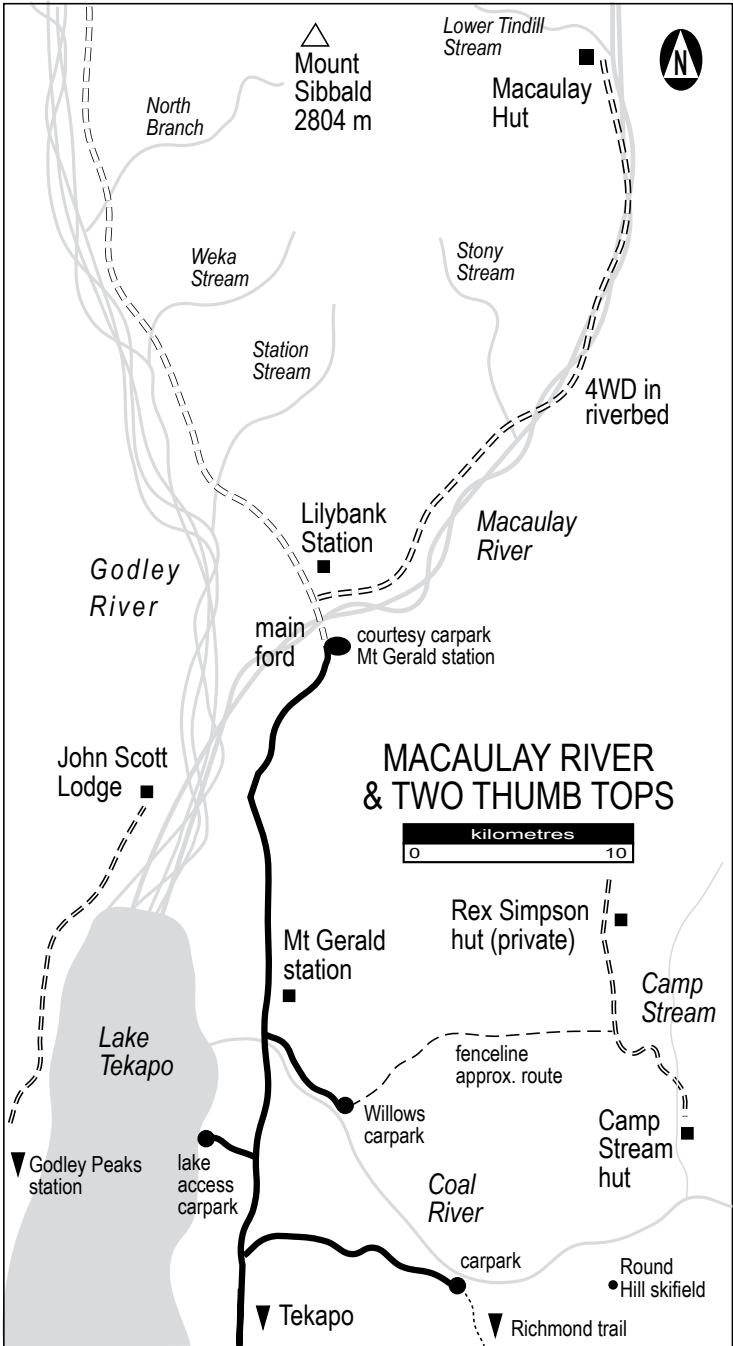 Lower Tindill
Stream
N
Mount
Sibbald
2804 m
Macaulay
Hut
North
Branch
Weka
Stream
Stony
Stream
Station
Stream
4WD in
riverbed
Lilybank
Station
Macaulay
River
Godley
River
main
ford
courtesy carpark
Mt Gerald station
John Scott
Lodge
MACAULAY RIVER
& TWO THUMB TOPS
kilometres
0 10
Rex Simpson
hut (private)
Mt Gerald
station
Camp
Stream
Lake
Tekapo
fenceline
approx. route
Willows
carpark
Camp
Stream
hut
Godley Peaks
station
lake
access
carpark
Coal
River
carpark
Round
Hill skifield
Tekapo
Richmond trail